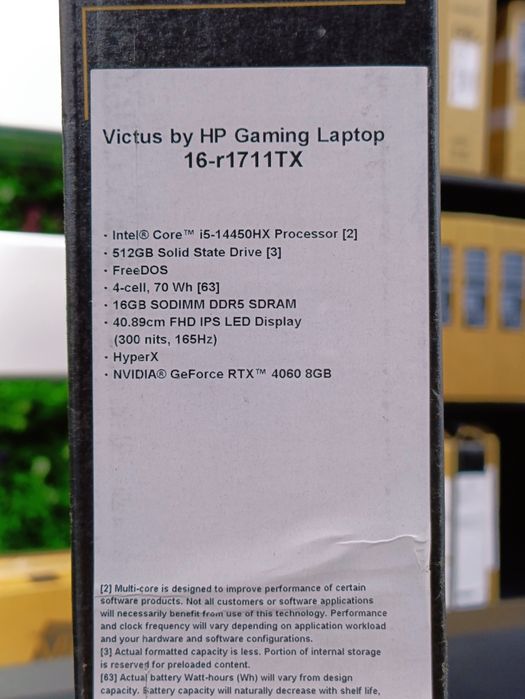 Victus by HP Gaming Laptop
16-r1711TX
· Intel® Core™ i5-14450HX Processor [2]
· 512GB Solid State Drive [3]
· FreeDOS
· 4-cell, 70 Wh [63]
· 16GB SODIMM DDR5 SDRAM
· 40.89cm FHD IPS LED Display
(300 nits, 165Hz)
· HyperX
· NVIDIA® GeForce RTX™ 4060 8GB
[2] Multi-core is designed to improve performance of certain
software products. Not all customers or software applications
will necessarily benefit from use of this technology. Performance
and clock frequency will vary depending on application workload
and your hardware and software configurations.
[3] Actual formatted capacity is less. Portion of internal storage
is reserved for preloaded content.
[63] Actual battery Watt-hours (Wh) will vary from design
capacity. Battery capacity will naturally decrease with shelf life,